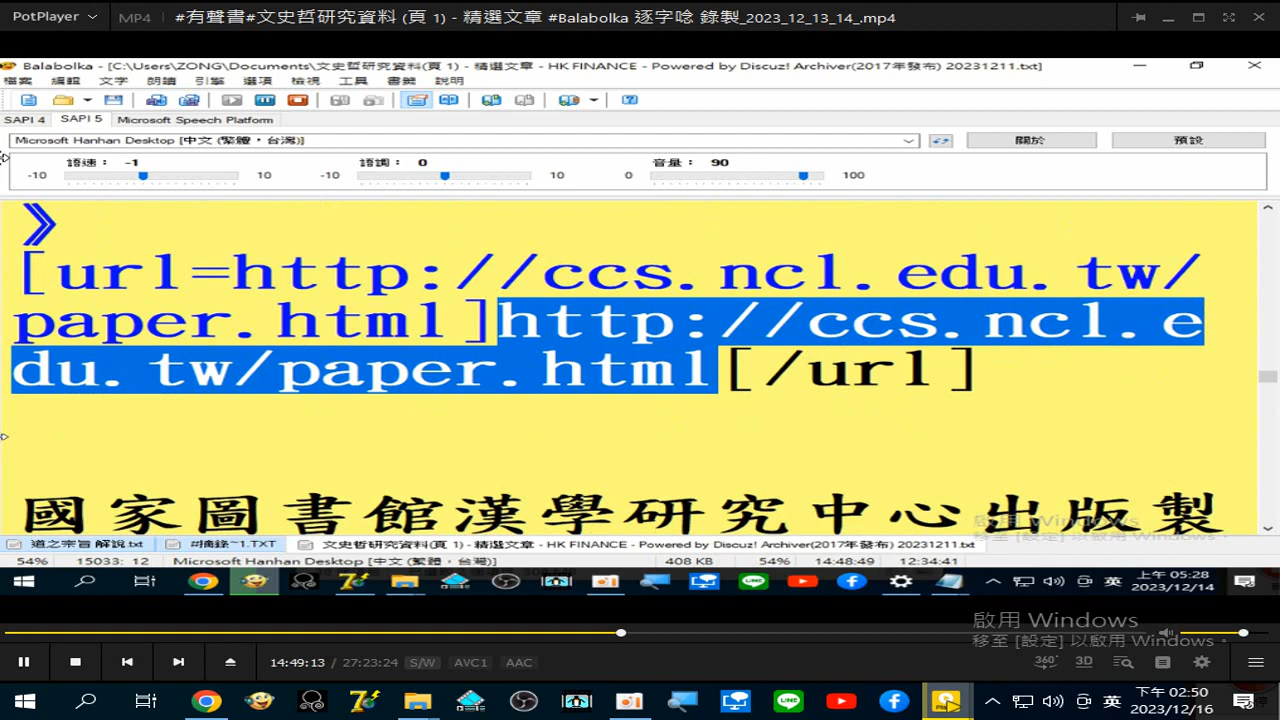 PotPlayer MP4 #有聲書#文史哲研究資料 (頁 1) - 精選文章 #Balabolka 逐字唸 錄製_2023_12_13_14_.mp4
Balabolka - [C:\Users\ZONG\Documents\文史哲研究資料(頁 1) - 精選文章 - HK FINANCE - Powered by Discuz! Archiver(2017年發布) 20231211.txt]
檔案 編輯 文字 朗讀 引擎 選項 檢視 工具 書籤 說明
SAPI 4 SAPI 5 Microsoft Speech Platform
Microsoft Hanhan Desktop [中文 (繁體，台灣)] 關於 預設
語速： -1 語調： 0 音量： 90
-10 10 -10 10 0 100
》
[url=http://ccs.ncl.edu.tw/
paper.html]http://ccs.ncl.e
du.tw/paper.html[/url]
國家圖書館漢學研究中心出版製
道之宗旨 解說.txt #摘錄~1.TXT 文史哲研究資料(頁 1) - 精選文章 - HK FINANCE - Powered by Discuz! Archiver(2017年發布) 20231211.txt
54% 15033: 12 Microsoft Hanhan Desktop [中文 (繁體，台灣)] 408 KB 54% 14:48:49 12:34:41
英 上午 05:28
2023/12/14
啟用 Windows
移至 [設定] 以啟用 Windows。
14:49:13 / 27:23:24 S/W AVC1 AAC 360° 3D
英 下午 02:50
2023/12/16